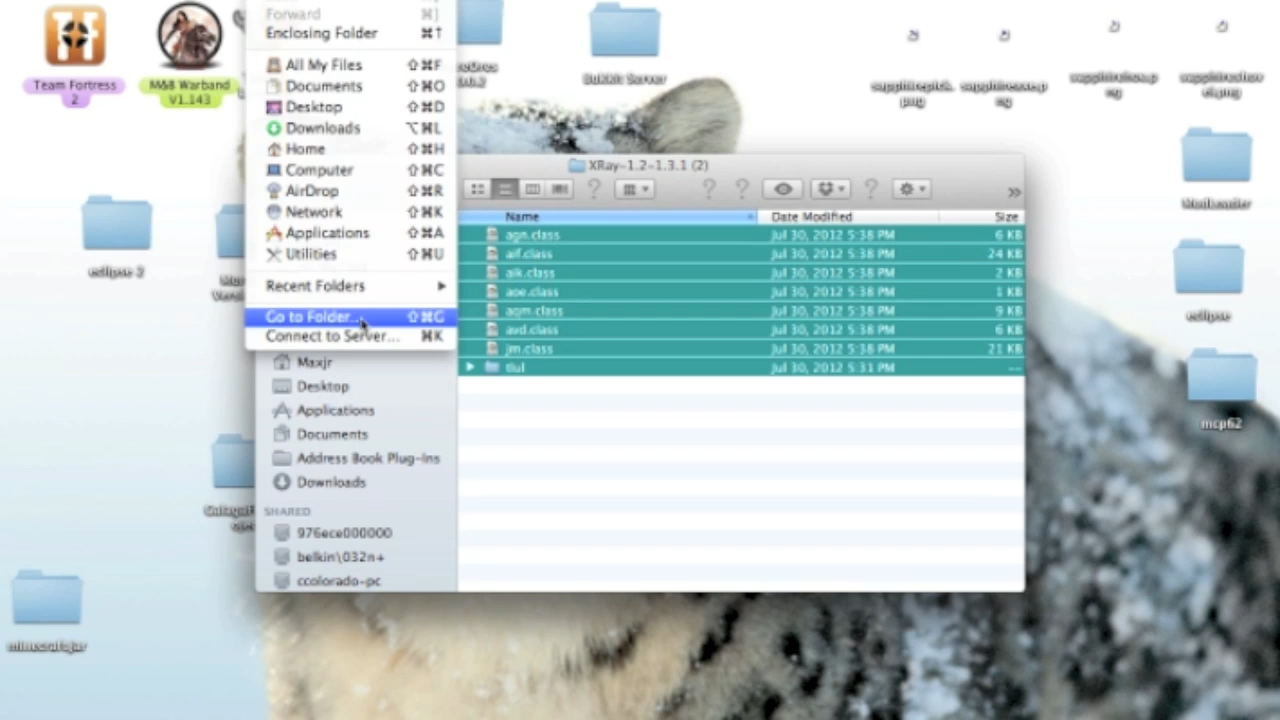 Forward ⌘]
Enclosing Folder ⌘↑
All My Files ⇧⌘F
Documents ⇧⌘O
Desktop ⇧⌘D
Downloads ⌥⌘L
Home ⇧⌘H
Computer ⇧⌘C
AirDrop ⇧⌘R
Network ⇧⌘K
Applications ⇧⌘A
Utilities ⇧⌘U
Recent Folders
Go to Folder... ⇧⌘G
Connect to Server... ⌘K
Team Fortress
2
M&B Warband
V1.143
Bukkit Server
eclipse 2
minecraft.jar
ModLoader
eclipse
mcp62
XRay-1.2-1.3.1 (2)
Name Date Modified Size
agn.class Jul 30, 2012 5:38 PM 6 KB
aif.class Jul 30, 2012 5:38 PM 24 KB
aik.class Jul 30, 2012 5:38 PM 2 KB
aoe.class Jul 30, 2012 5:38 PM 1 KB
aqm.class Jul 30, 2012 5:38 PM 9 KB
avd.class Jul 30, 2012 5:38 PM 6 KB
jm.class Jul 30, 2012 5:38 PM 21 KB
Jul 30, 2012 5:31 PM --
Maxjr
Desktop
Applications
Documents
Address Book Plug-Ins
Downloads
SHARED
976ece000000
belkin\032n+
ccolorado-pc